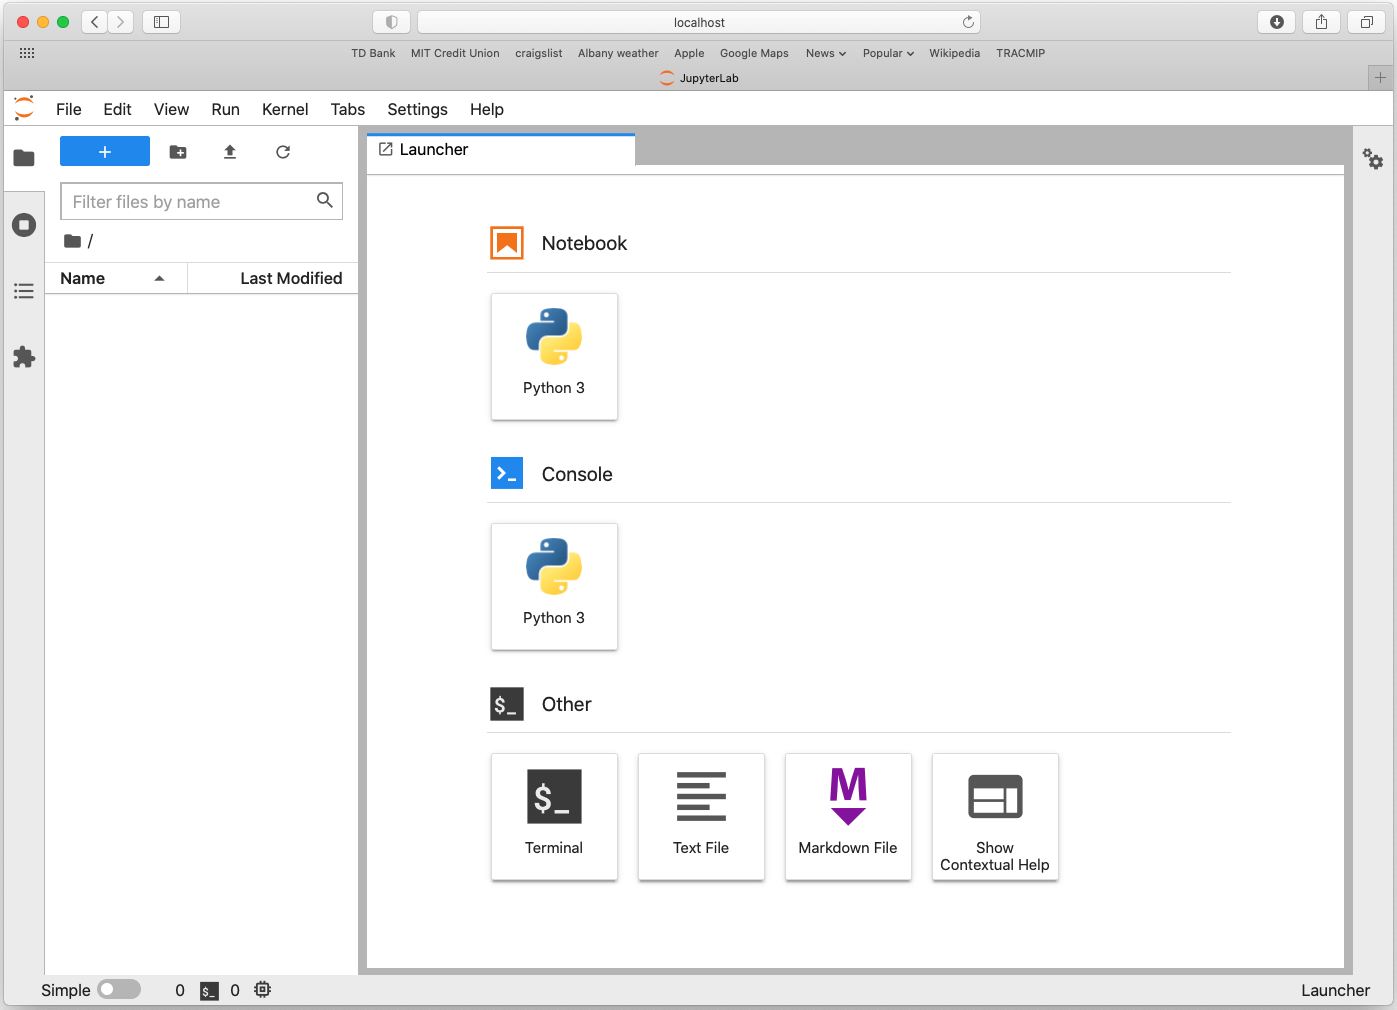 localhost
TD Bank MIT Credit Union craigslist Albany weather Apple Google Maps News Popular Wikipedia TRACMIP
JupyterLab
File Edit View Run Kernel Tabs Settings Help
+
Launcher
Filter files by name
/
Name Last Modified
Notebook
Python 3
Console
Python 3
$_ Other
$_
M
Terminal Text File Markdown File Show
Contextual Help
Simple 0 $_ 0 Launcher